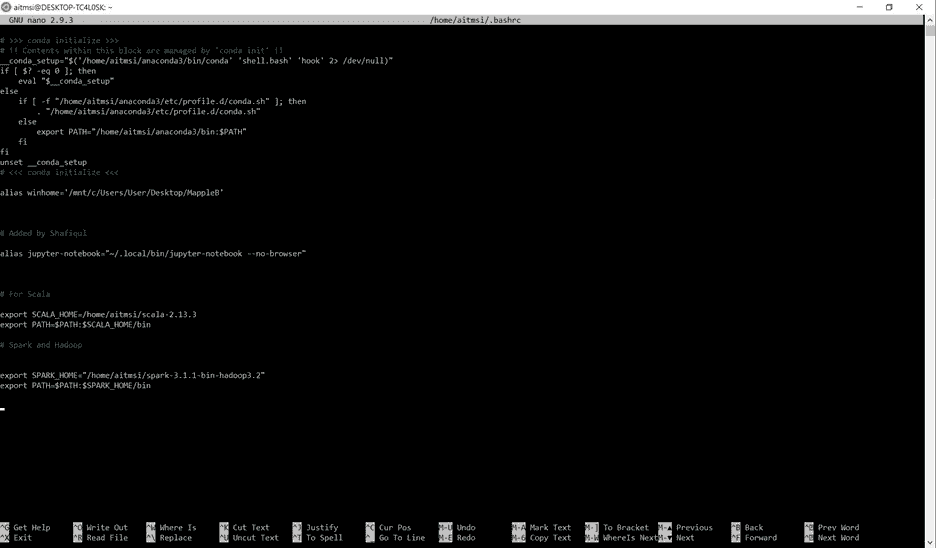 aitmsi@DESKTOP-TC4L0SK: ~
GNU nano 2.9.3 /home/aitmsi/.bashrc
# >>> conda initialize >>>
# !! Contents within this block are managed by 'conda init' !!
__conda_setup="$('/home/aitmsi/anaconda3/bin/conda' 'shell.bash' 'hook' 2> /dev/null)"
if [ $? -eq 0 ]; then
    eval "$__conda_setup"
else
    if [ -f "/home/aitmsi/anaconda3/etc/profile.d/conda.sh" ]; then
        . "/home/aitmsi/anaconda3/etc/profile.d/conda.sh"
    else
        export PATH="/home/aitmsi/anaconda3/bin:$PATH"
    fi
fi
unset __conda_setup
# <<< conda initialize <<<
alias winhome='/mnt/c/Users/User/Desktop/MappleB'
# Added by Shafiqul
alias jupyter-notebook="~/.local/bin/jupyter-notebook --no-browser"
# For Scala
export SCALA_HOME=/home/aitmsi/scala-2.13.3
export PATH=$PATH:$SCALA_HOME/bin
# Spark and Hadoop
export SPARK_HOME="/home/aitmsi/spark-3.1.1-bin-hadoop3.2"
export PATH=$PATH:$SPARK_HOME/bin
^G Get Help ^O Write Out ^W Where Is ^K Cut Text ^J Justify ^C Cur Pos M-U Undo M-A Mark Text M-] To Bracket M-▲ Previous ^B Back ^ Prev Word
^X Exit ^R Read File ^\ Replace ^U Uncut Text ^T To Spell ^_ Go To Line M-E Redo M-6 Copy Text M-W WhereIs Next M-▼ Next ^F Forward ^ Next Word